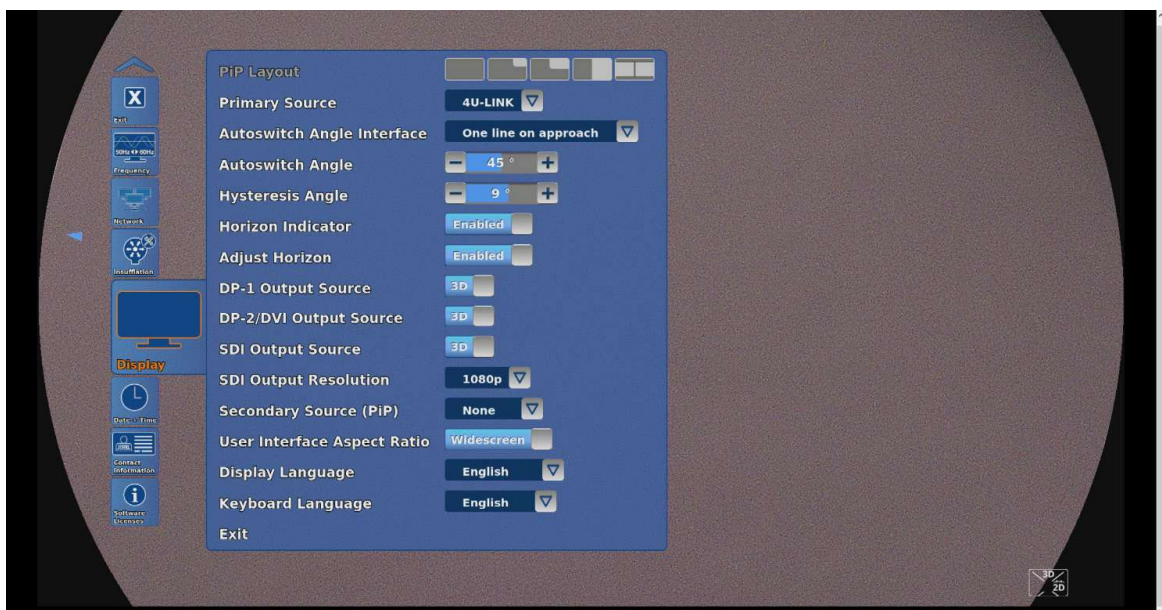 PiP Layout
Primary Source 4U-LINK
Autoswitch Angle Interface One line on approach
Autoswitch Angle 45 °
Hysteresis Angle 9 °
Horizon Indicator Enabled
Adjust Horizon Enabled
DP-1 Output Source 3D
DP-2/DVI Output Source 3D
SDI Output Source 3D
SDI Output Resolution 1080p
Secondary Source (PiP) None
User Interface Aspect Ratio Widescreen
Display Language English
Keyboard Language English
Exit
X
Exit
50Hz 60Hz
Frequency
Network
Insufflation
Display
Date + Time
Contact
Information
i
Software
Licenses
3D
2D